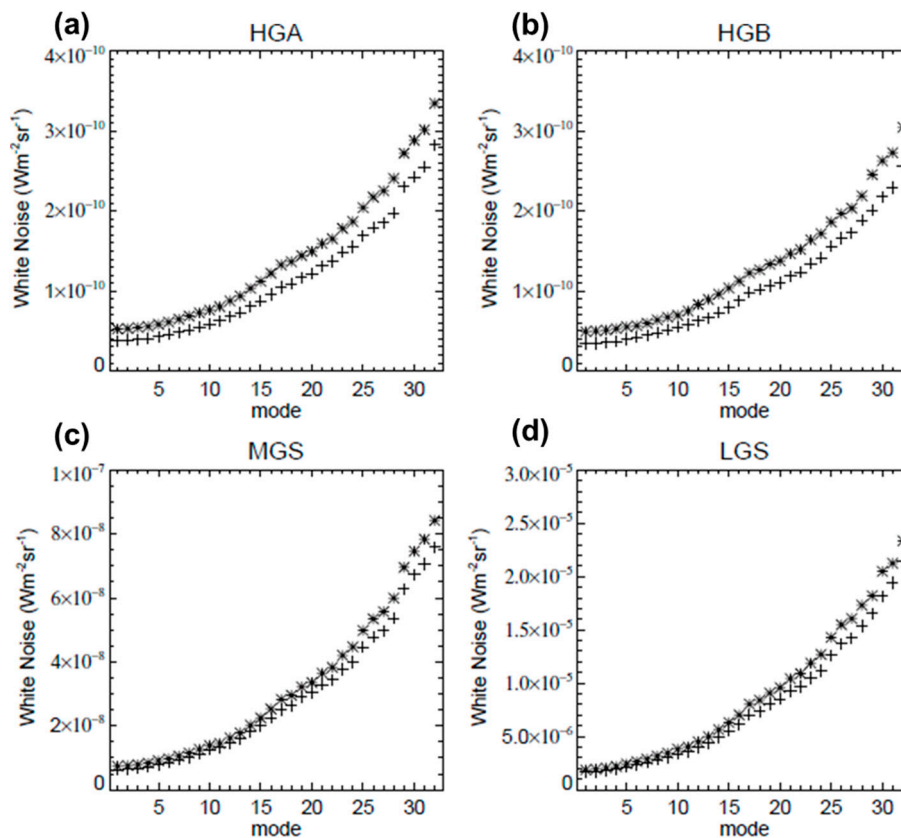 (a) HGA
White Noise (Wm⁻²sr⁻¹)
4×10⁻¹⁰
3×10⁻¹⁰
2×10⁻¹⁰
1×10⁻¹⁰
0
5 10 15 20 25 30
mode
(b) HGB
White Noise (Wm⁻²sr⁻¹)
4×10⁻¹⁰
3×10⁻¹⁰
2×10⁻¹⁰
1×10⁻¹⁰
0
5 10 15 20 25 30
mode
(c) MGS
White Noise (Wm⁻²sr⁻¹)
1×10⁻⁷
8×10⁻⁸
6×10⁻⁸
4×10⁻⁸
2×10⁻⁸
0
5 10 15 20 25 30
mode
(d) LGS
White Noise (Wm⁻²sr⁻¹)
3.0×10⁻⁵
2.5×10⁻⁵
2.0×10⁻⁵
1.5×10⁻⁵
1.0×10⁻⁵
5.0×10⁻⁶
0
5 10 15 20 25 30
mode